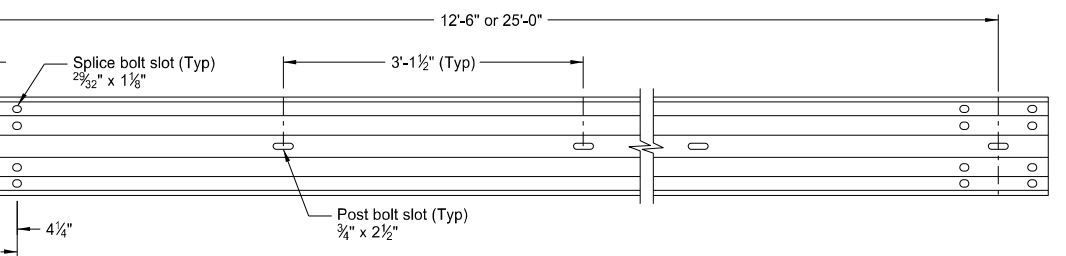 12'-6" or 25'-0"
Splice bolt slot (Typ)
29/32" x 1 1/8"
3'-1 1/2" (Typ)
Post bolt slot (Typ)
3/4" x 2 1/2"
4 1/4"